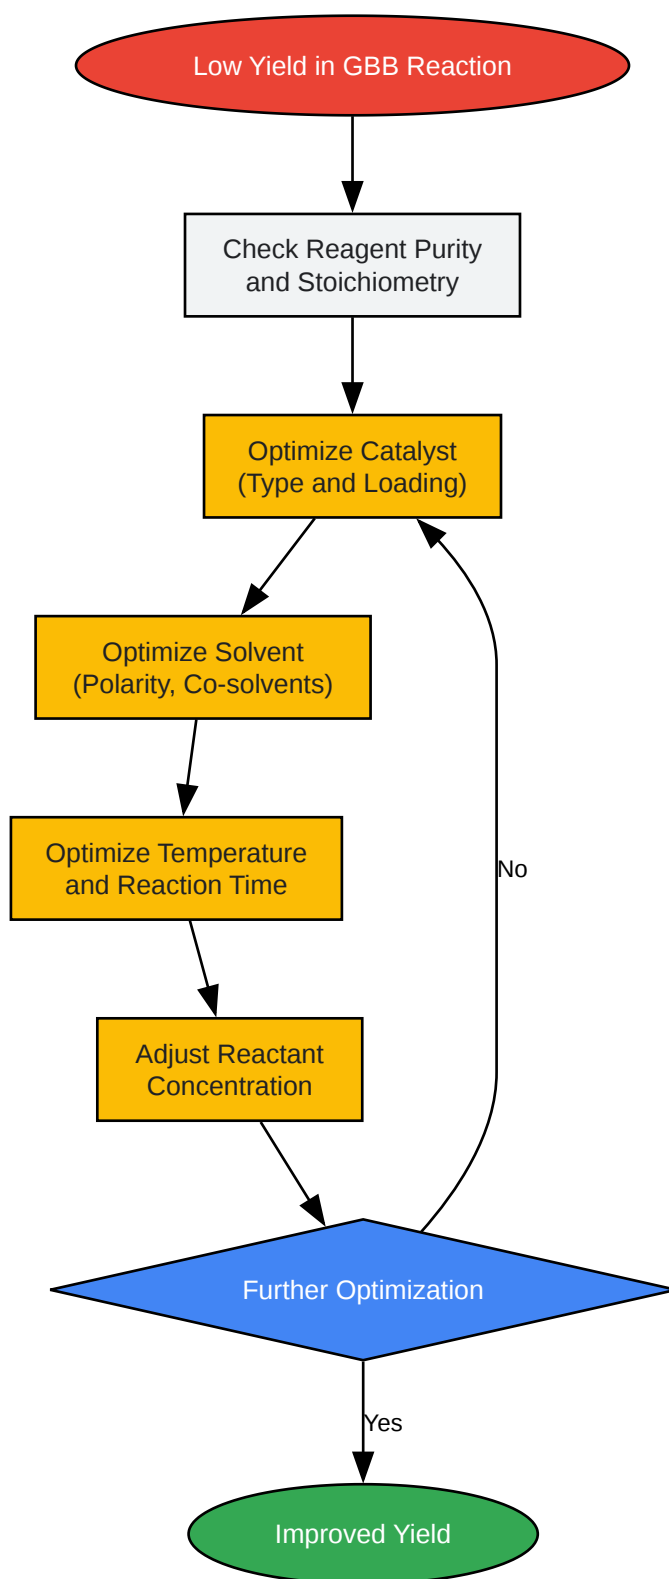 Low Yield in GBB Reaction
Check Reagent Purity
and Stoichiometry
Optimize Catalyst
(Type and Loading)
Optimize Solvent
(Polarity, Co-solvents)
Optimize Temperature
and Reaction Time
No
Adjust Reactant
Concentration
Further Optimization
Yes
Improved Yield